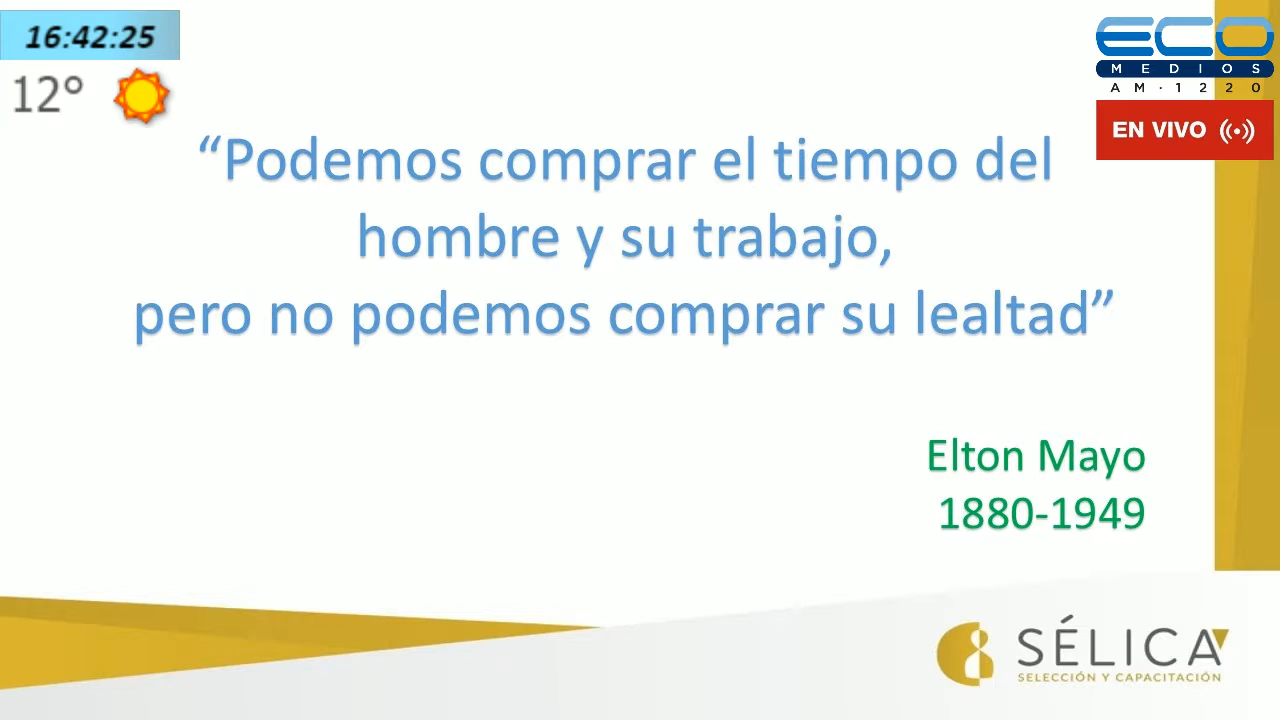 16:42:25
12°
ECO
MEDIOS
AM·1220
EN VIVO
“Podemos comprar el tiempo del
hombre y su trabajo,
pero no podemos comprar su lealtad”
Elton Mayo
1880-1949
SÉLICA
SELECCIÓN Y CAPACITACIÓN